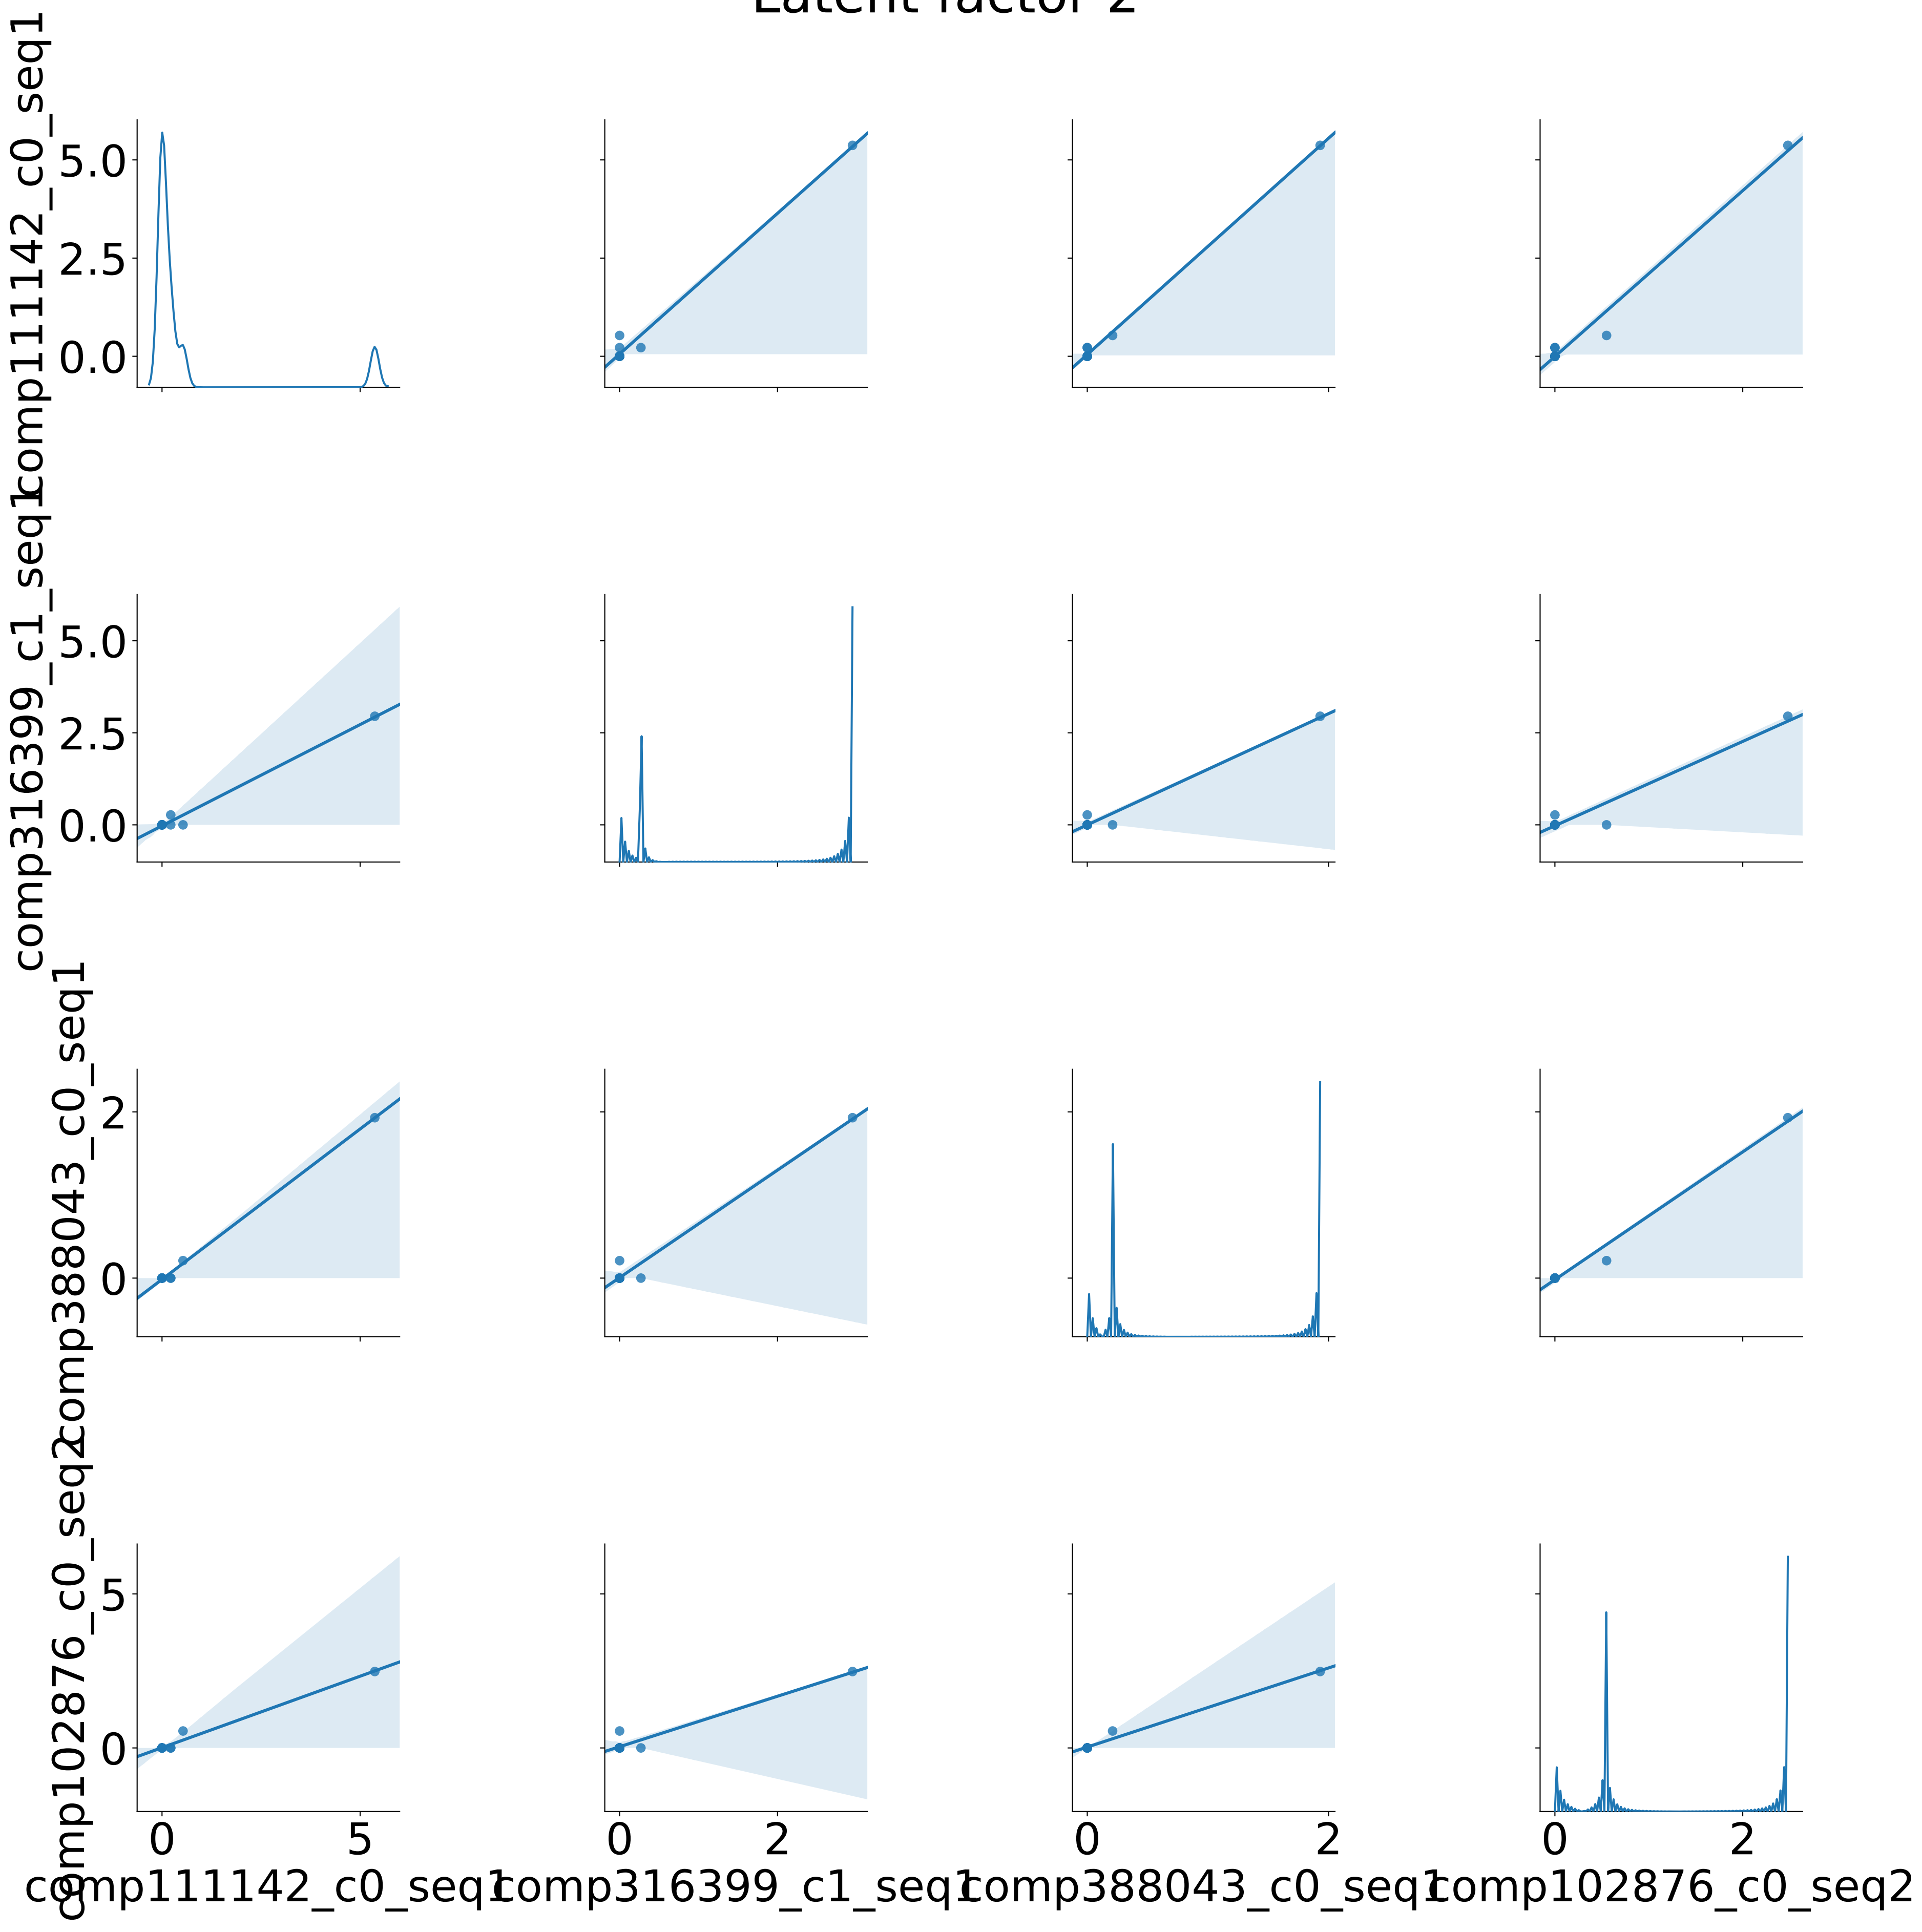 Latent factor 2
comp111142_c0_seq1
5.0
2.5
0.0
comp316399_c1_seq1
5.0
2.5
0.0
comp388043_c0_seq1
2
0
comp102876_c0_seq2
5
0
0 5 0 2 0 2 0 2
comp111142_c0_seq1 comp316399_c1_seq1 comp388043_c0_seq1 comp102876_c0_seq2